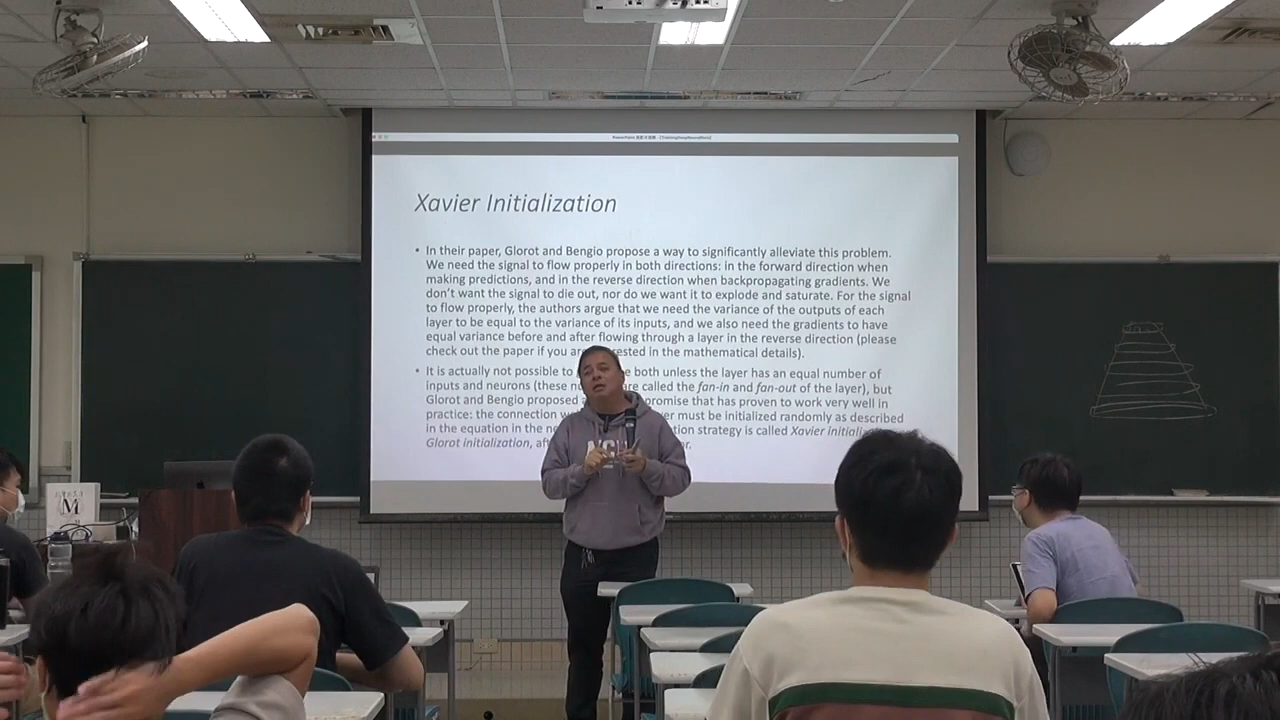 Xavier Initialization
• In their paper, Glorot and Bengio propose a way to significantly alleviate this problem.
We need the signal to flow properly in both directions: in the forward direction when
making predictions, and in the reverse direction when backpropagating gradients. We
don't want the signal to die out, nor do we want it to explode and saturate. For the signal
to flow properly, the authors argue that we need the variance of the outputs of each
layer to be equal to the variance of its inputs, and we also need the gradients to have
equal variance before and after flowing through a layer in the reverse direction (please
check out the paper if you are rested in the mathematical details).
• It is actually not possible to both unless the layer has an equal number of
inputs and neurons (these are called the fan-in and fan-out of the layer), but
Glorot and Bengio proposed a promise that has proven to work very well in
practice: the connection must be initialized randomly as described
in the equation in the strategy is called Xavier
Glorot initialization,
M